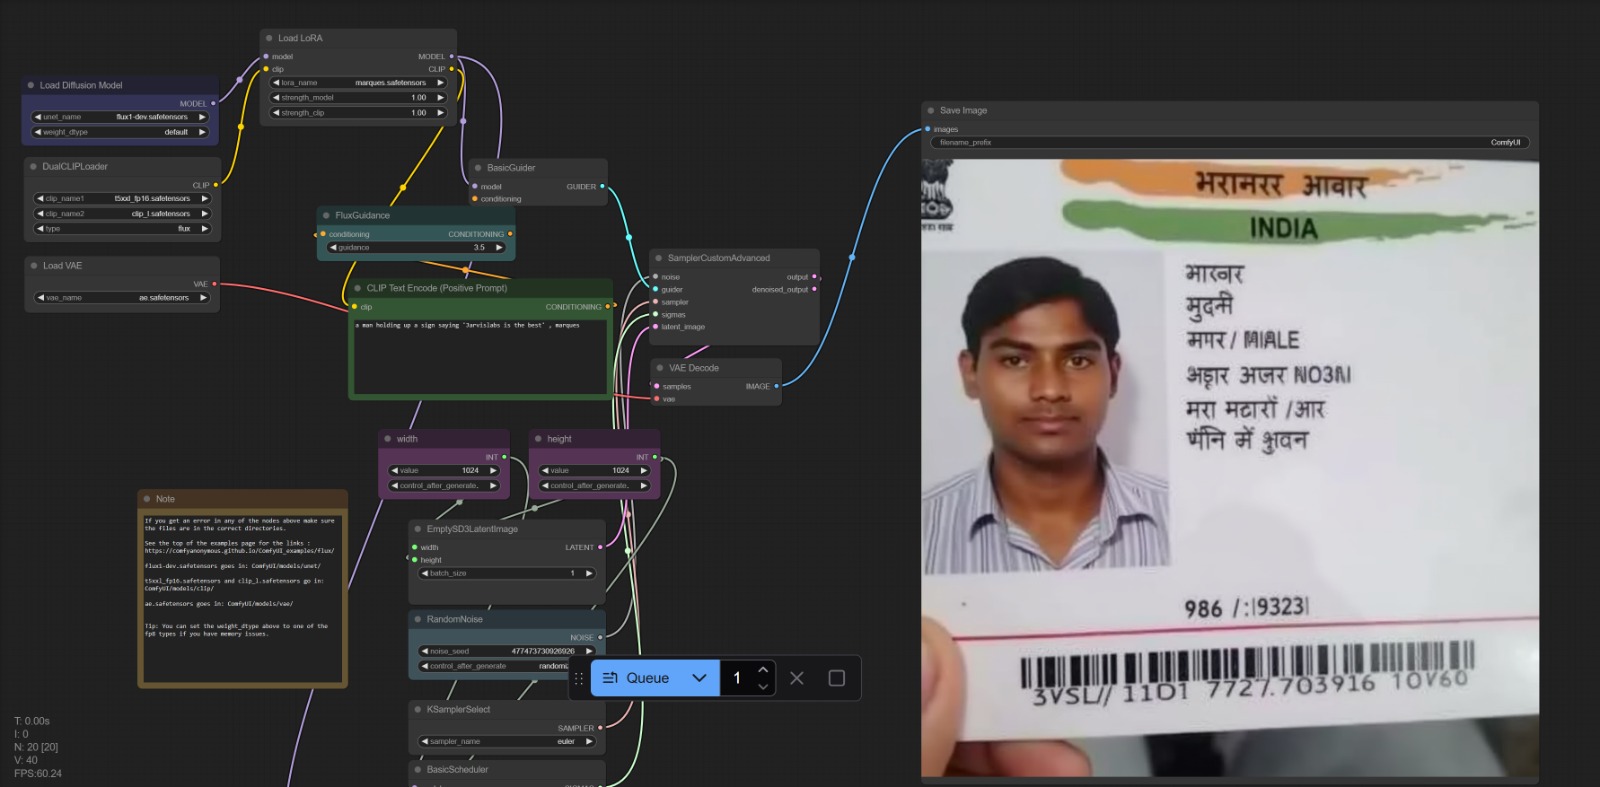 Load LoRA
model
MODEL
clip
CLIP
lora_name
marques.safetensors
strength_model
1.00
strength_clip
1.00
Load Diffusion Model
MODEL
unet_name
flux1-dev.safetensors
weight_dtype
default
DualCLIPLoader
CLIP
clip_name1
t5xxl_fp16.safetensors
clip_name2
clip_l.safetensors
type
flux
Load VAE
VAE
vae_name
ae.safetensors
BasicGuider
model
GUIDER
conditioning
FluxGuidance
conditioning
CONDITIONING
guidance
3.5
CLIP Text Encode (Positive Prompt)
clip
CONDITIONING
a man holding up a sign saying "Jarvislabs is the best" , marques
SamplerCustomAdvanced
noise
output
guider
denoised_output
sampler
sigmas
latent_image
VAE Decode
samples
IMAGE
vae
width
INT
value
1024
control_after_generate.
height
INT
value
1024
control_after_generate.
EmptySD3LatentImage
width
LATENT
height
batch_size
1
RandomNoise
NOISE
noise_seed
477473730926926
control_after_generate
KSamplerSelect
SAMPLER
sampler_name
euler
BasicScheduler
Note
If you get an error in any of the nodes above make sure
the files are in the correct directories.
See the top of the examples page for the links :
https://comfyanonymous.github.io/ComfyUI_examples/flux/
flux1-dev.safetensors goes in: ComfyUI/models/unet/
t5xxl_fp16.safetensors and clip_l.safetensors go in:
ComfyUI/models/clip/
ae.safetensors goes in: ComfyUI/models/vae/
Tip: You can set the weight_dtype above to one of the
fp8 types if you have memory issues.
Queue
1
T: 0.00s
I: 0
N: 20 [20]
V: 40
FPS:60.24
Save Image
images
filename_prefix
ComfyUI
भरानरर आवार
INDIA
मुदनी
मपर / MIALE
मरा मटारों /आर
986 /:|9323|
3VSL// 11D1 7727.703916 10V60